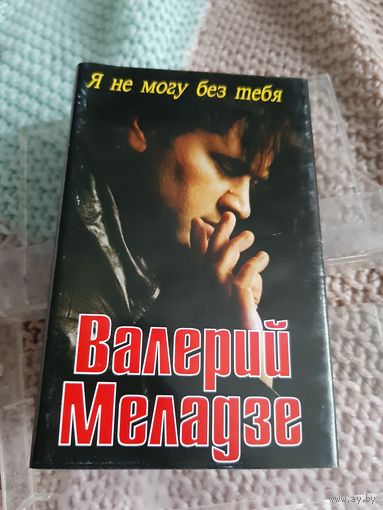 Я не могу без тебя
Валерий
Меладзе
www.ay.by